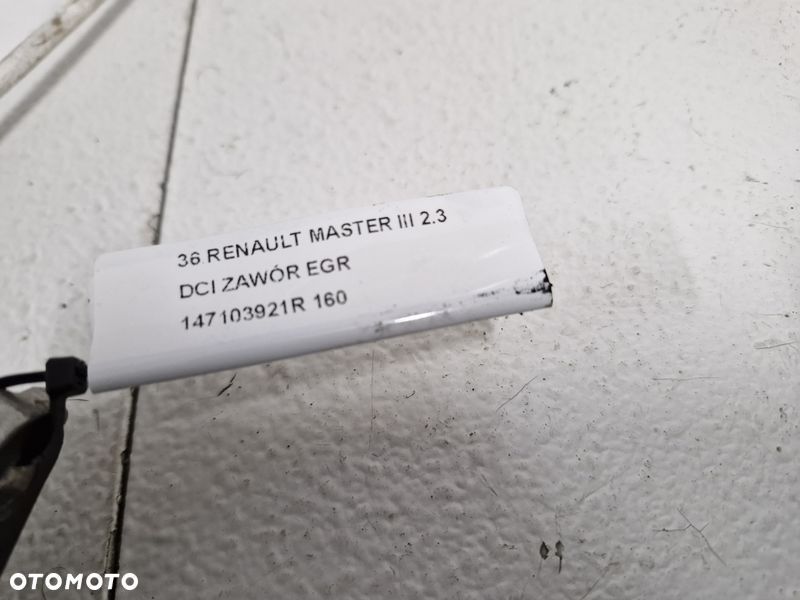 36 RENAULT MASTER III 2.3
DCI ZAWÓR EGR
147103921R 160
OTOMOTO